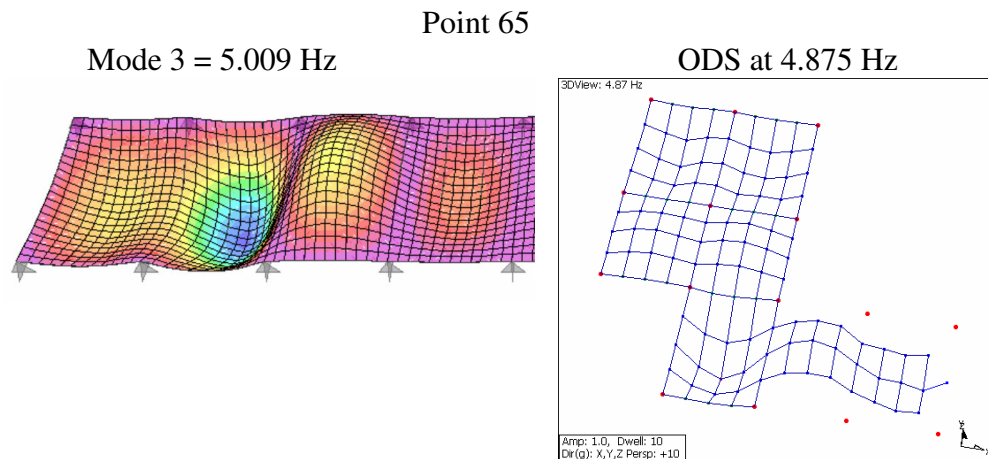 Point 65
Mode 3 = 5.009 Hz
ODS at 4.875 Hz
3DView: 4.87 Hz
Amp: 1.0, Dwell: 10
Dir(g): X,Y,Z Persp: +10